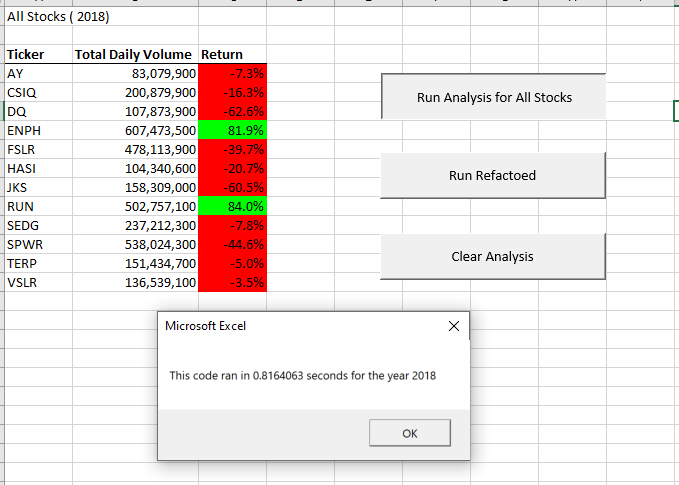 All Stocks ( 2018)
Ticker Total Daily Volume Return
AY 83,079,900 -7.3%
CSIQ 200,879,900 -16.3%
DQ 107,873,900 -62.6%
ENPH 607,473,500 81.9%
FSLR 478,113,900 -39.7%
HASI 104,340,600 -20.7%
JKS 158,309,000 -60.5%
RUN 502,757,100 84.0%
SEDG 237,212,300 -7.8%
SPWR 538,024,300 -44.6%
TERP 151,434,700 -5.0%
VSLR 136,539,100 -3.5%
Run Analysis for All Stocks
Run Refactoed
Clear Analysis
Microsoft Excel
This code ran in 0.8164063 seconds for the year 2018
OK